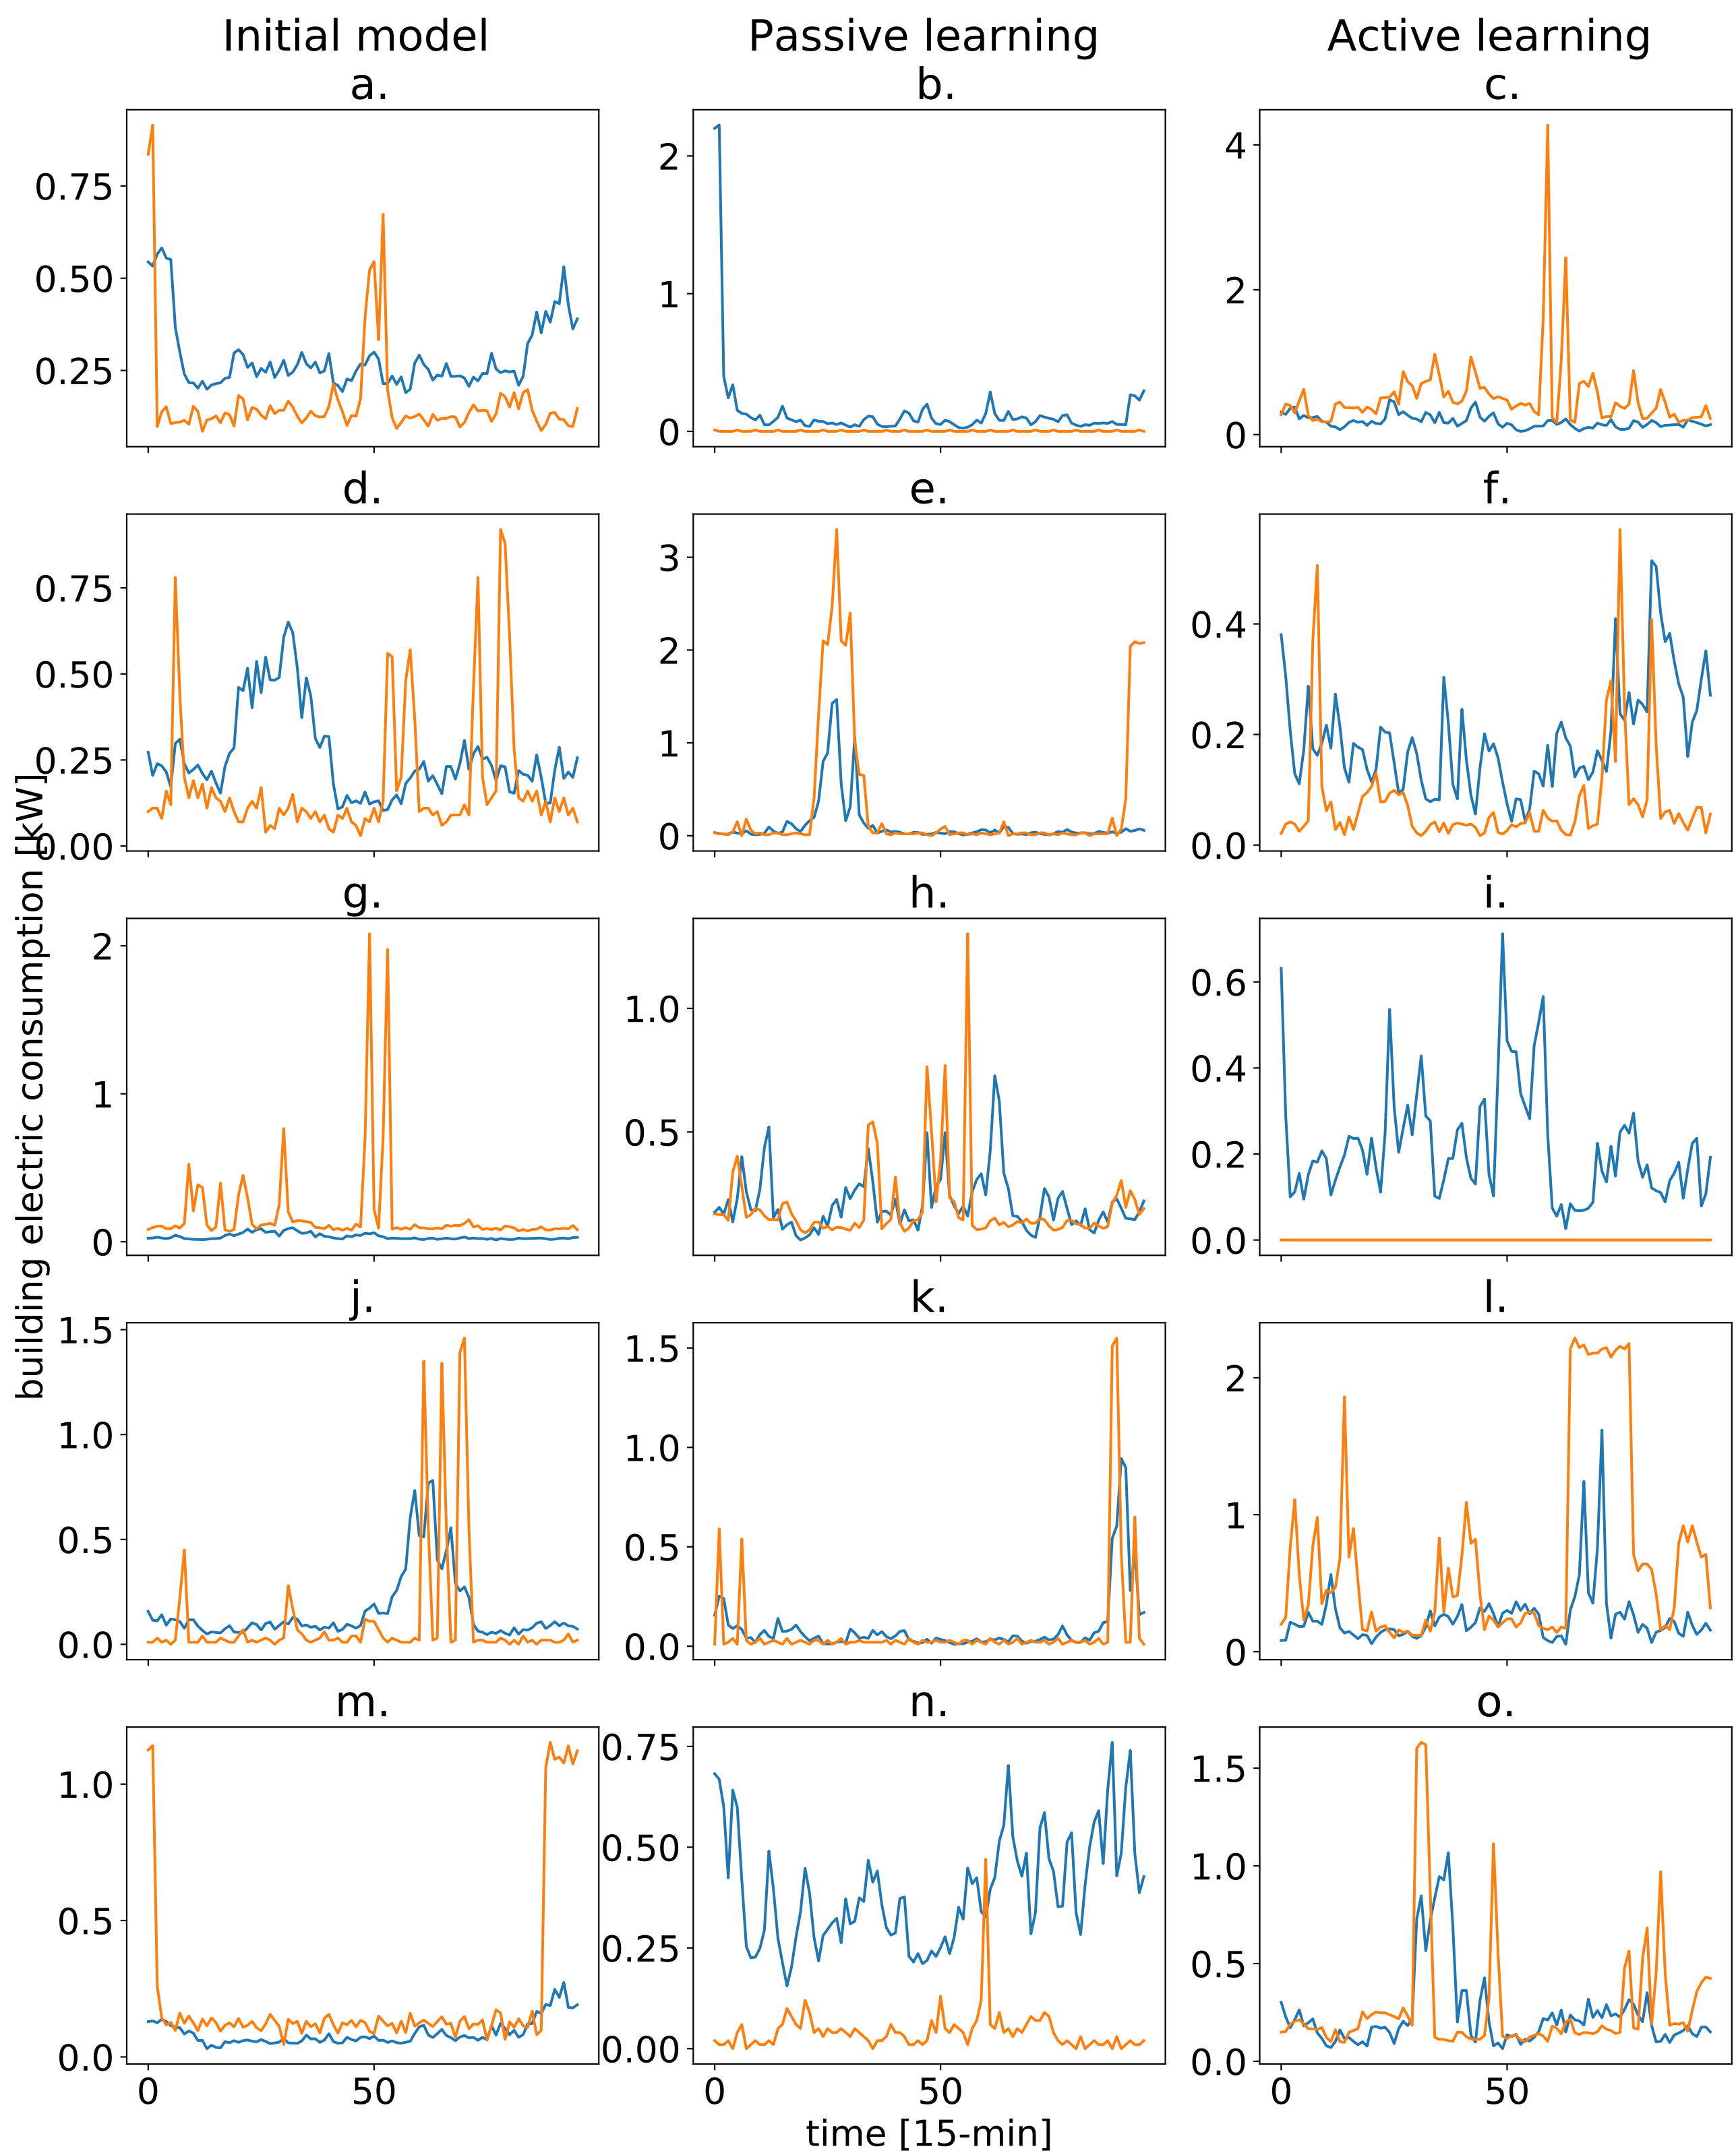 Initial model
Passive learning
Active learning
a.
b.
c.
0.75
0.50
0.25
2
1
0
4
2
0
d.
e.
f.
0.75
0.50
0.25
0.00
3
2
1
0
0.4
0.2
0.0
building electric consumption [kW]
g.
h.
i.
2
1
0
1.0
0.5
0.6
0.4
0.2
0.0
j.
k.
l.
1.5
1.0
0.5
0.0
1.5
1.0
0.5
0.0
2
1
0
m.
n.
o.
1.0
0.5
0.0
0.75
0.50
0.25
0.00
1.5
1.0
0.5
0.0
0 50
0 50
0 50
time [15-min]